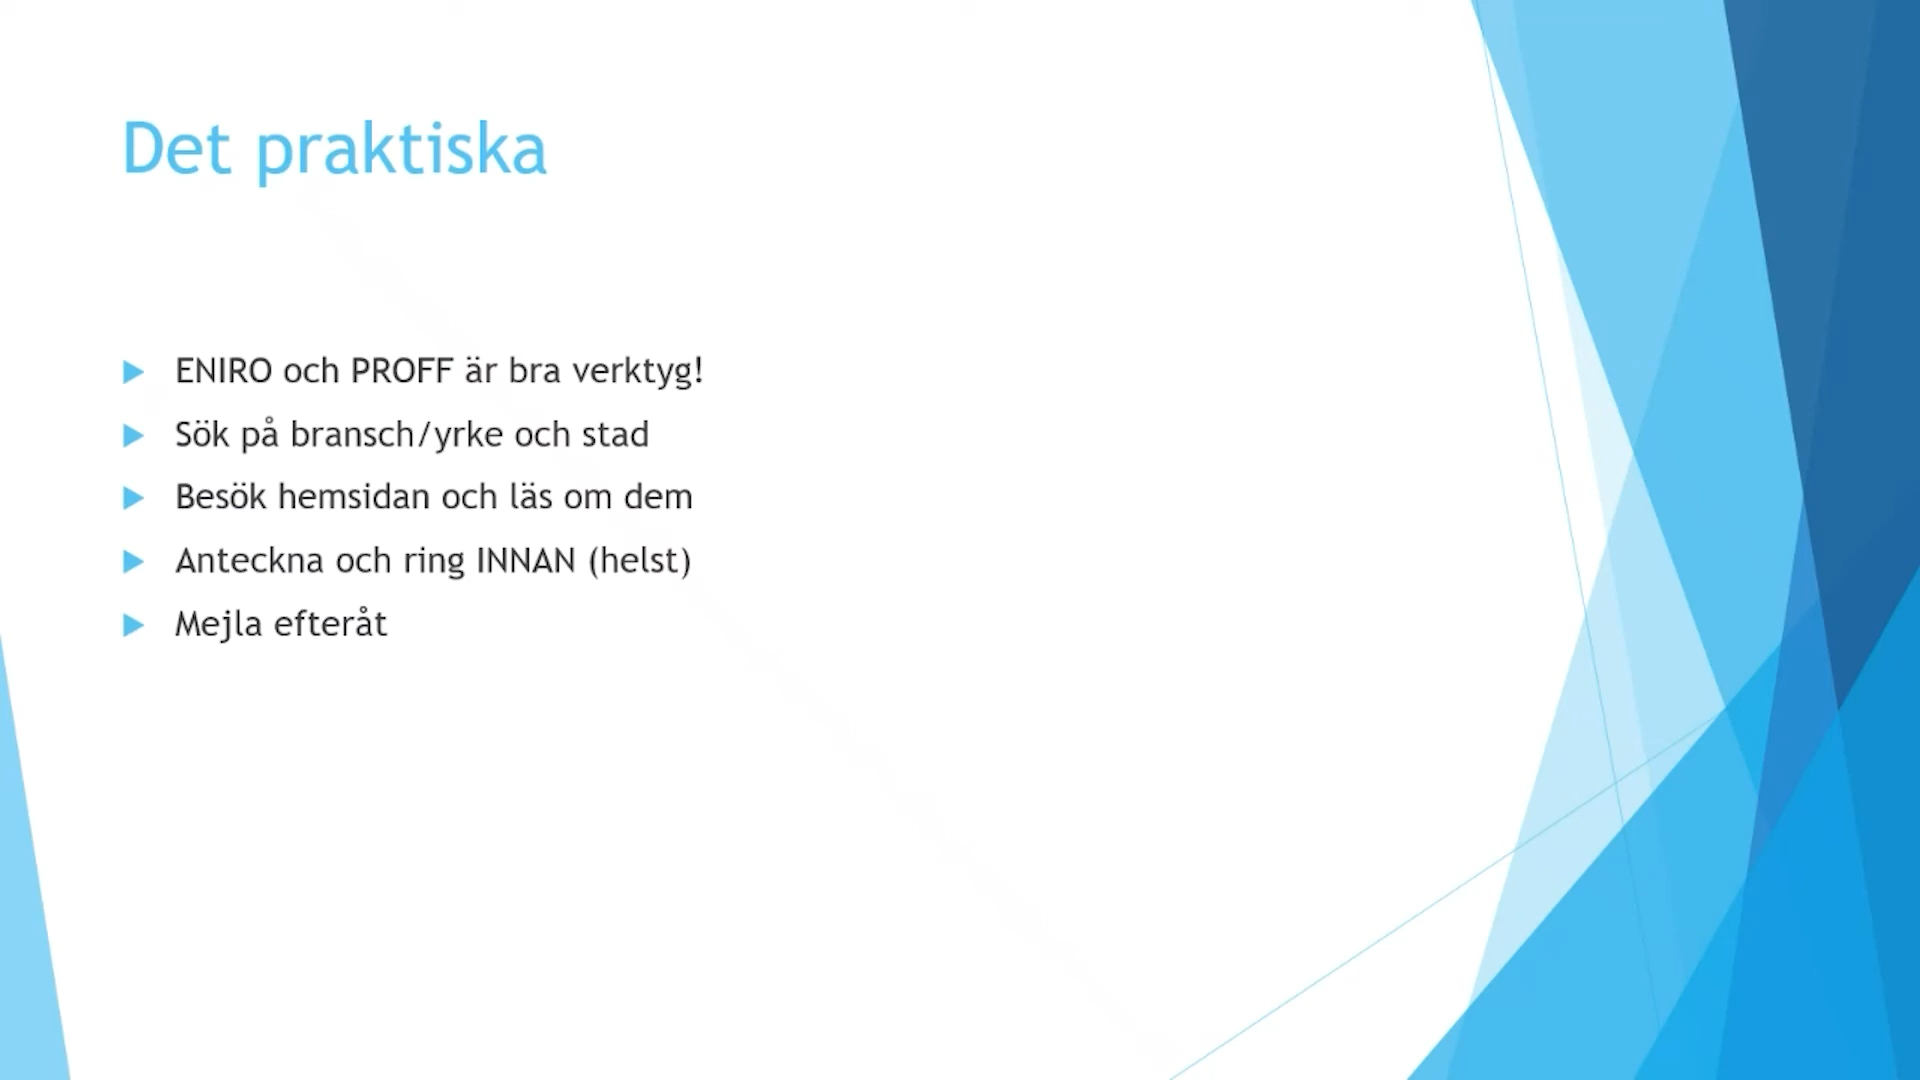 Det praktiska
ENIRO och PROFF är bra verktyg!
Sök på bransch/yrke och stad
Besök hemsidan och läs om dem
Anteckna och ring INNAN (helst)
Mejla efteråt